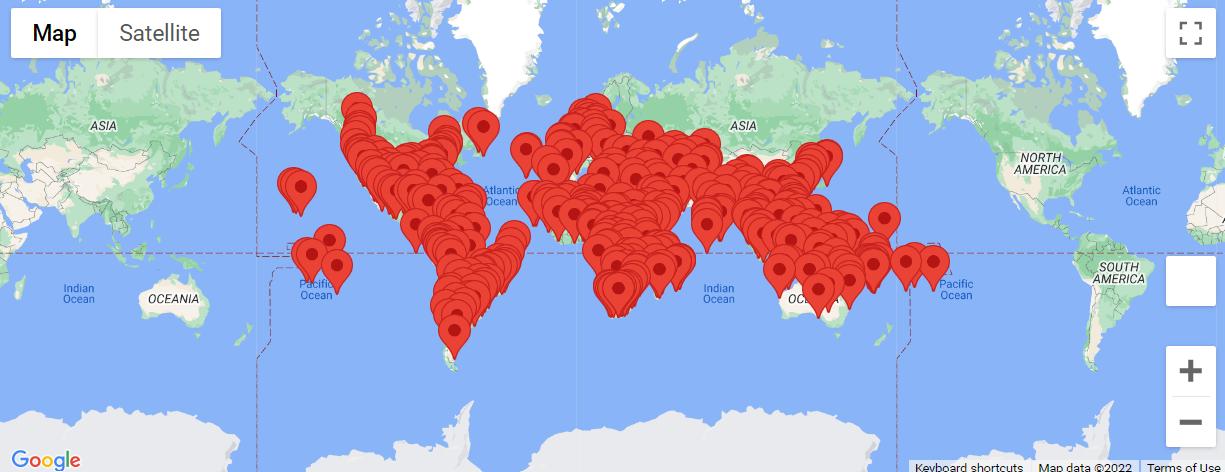 Map
Satellite
ASIA
ASIA
NORTH
AMERICA
Atlantic
Ocean
Atlantic
Ocean
Indian
Ocean
OCEANIA
Pacific
Ocean
Indian
Ocean
Pacific
Ocean
SOUTH
AMERICA
Google
Keyboard shortcuts
Map data ©2022
Terms of Use